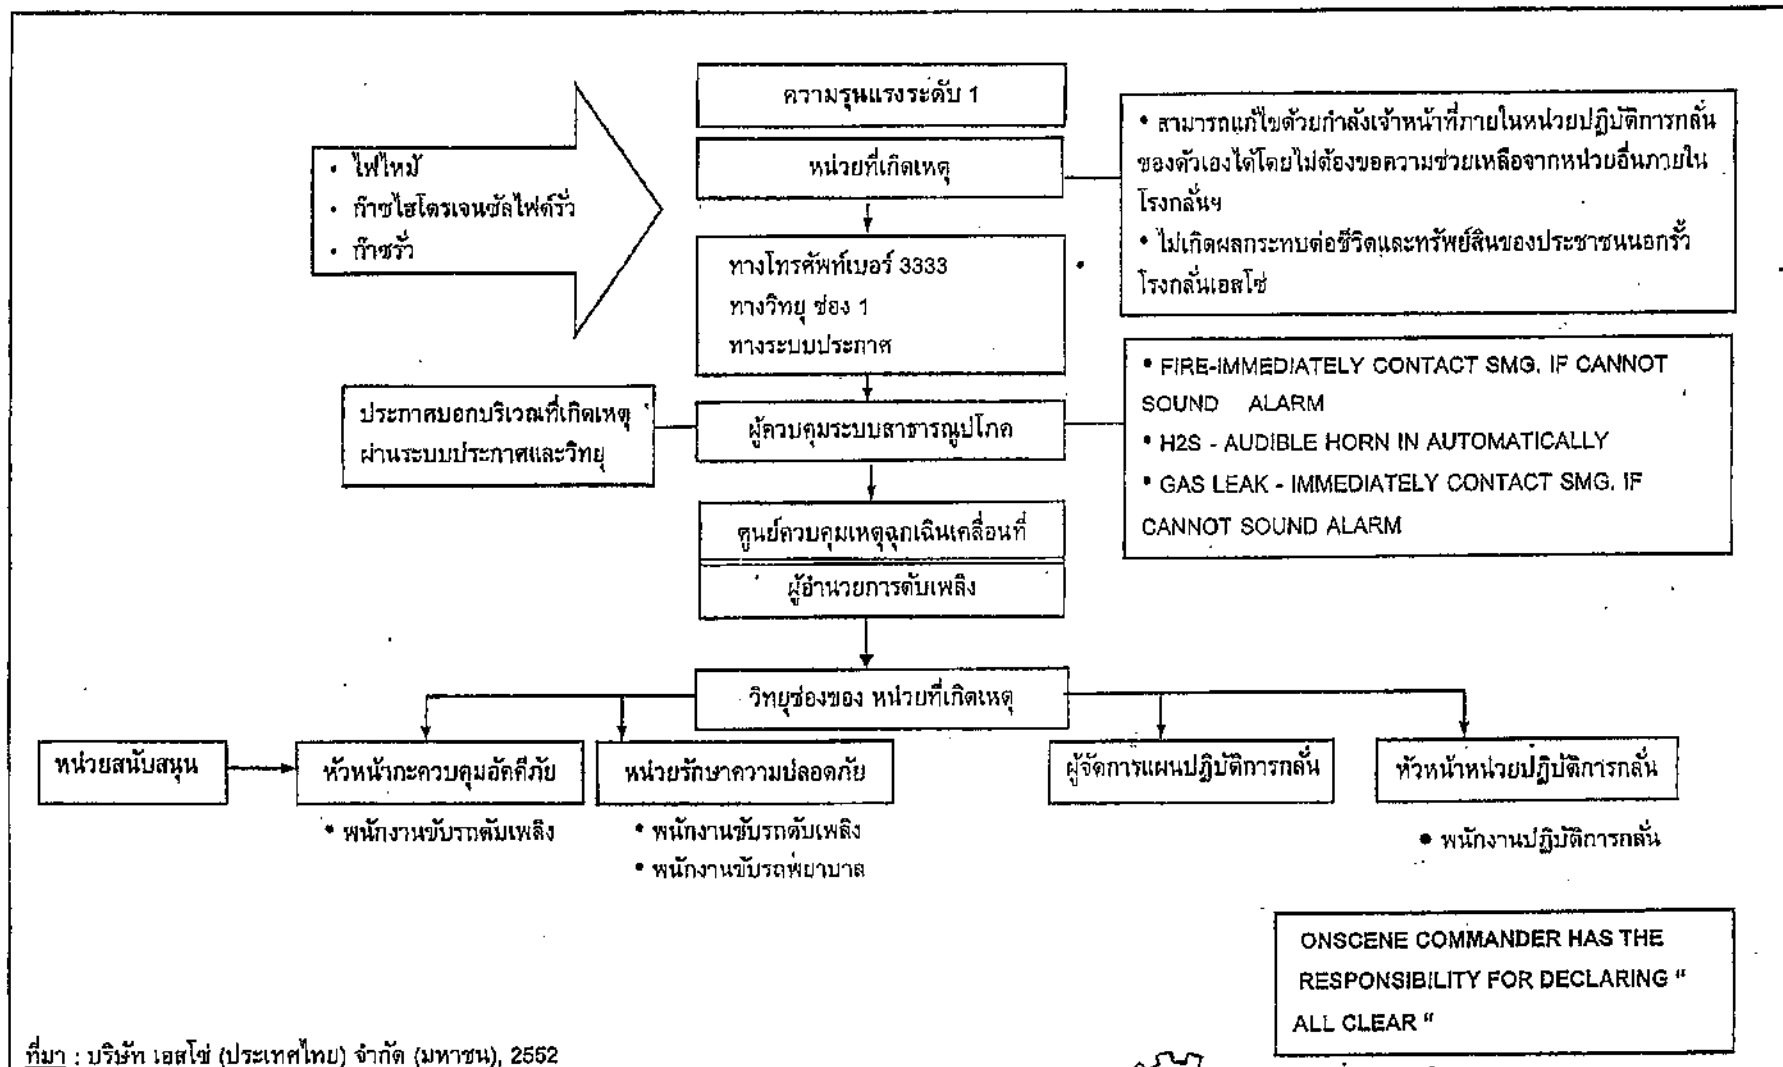 ความรุนแรงระดับ 1
หน่วยที่เกิดเหตุ
• ไฟไหม้
• ก๊าซไฮโดรเจนซัลไฟด์รั่ว
• ก๊าซรั่ว
• สามารถแก้ไขด้วยกำลังเจ้าหน้าที่ภายในหน่วยปฏิบัติการกลั่น
ของตัวเองได้โดยไม่ต้องขอความช่วยเหลือจากหน่วยอื่นภายใน
โรงกลั่นฯ
• ไม่เกิดผลกระทบต่อชีวิตและทรัพย์สินของประชาชนนอกรั้ว
โรงกลั่นเอสโซ่
ทางโทรศัพท์เบอร์ 3333
ทางวิทยุ ช่อง 1
ทางระบบประกาศ
ประกาศบอกบริเวณที่เกิดเหตุ
ผ่านระบบประกาศและวิทยุ
ผู้ควบคุมระบบสาธารณูปโภค
• FIRE-IMMEDIATELY CONTACT SMG. IF CANNOT
SOUND ALARM
• H2S - AUDIBLE HORN IN AUTOMATICALLY
• GAS LEAK - IMMEDIATELY CONTACT SMG. IF
CANNOT SOUND ALARM
ศูนย์ควบคุมเหตุฉุกเฉินเคลื่อนที่
ผู้อำนวยการดับเพลิง
วิทยุช่องของ หน่วยที่เกิดเหตุ
หน่วยสนับสนุน
หัวหน้ากะควบคุมอัคคีภัย
• พนักงานขับรถดับเพลิง
หน่วยรักษาความปลอดภัย
• พนักงานขับรถดับเพลิง
• พนักงานขับรถพยาบาล
ผู้จัดการแผนปฏิบัติการกลั่น
หัวหน้าหน่วยปฏิบัติการกลั่น
• พนักงานปฏิบัติการกลั่น
ONSCENE COMMANDER HAS THE
RESPONSIBILITY FOR DECLARING "
ALL CLEAR "
ที่มา : บริษัท เอสโซ่ (ประเทศไทย) จำกัด (มหาชน), 2552